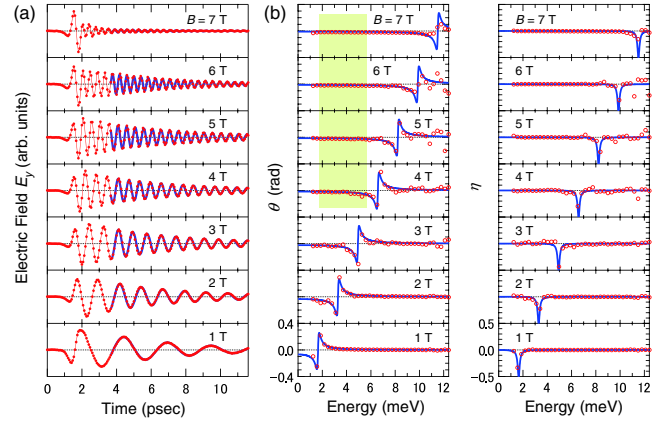 (a)
B = 7 T
6 T
5 T
4 T
3 T
2 T
1 T
Electric Field Ey (arb. units)
0 2 4 6 8 10
Time (psec)
(b)
B = 7 T
6 T
5 T
4 T
3 T
2 T
1 T
θ (rad)
0.4
0.0
−0.4
0 2 4 6 8 10 12
Energy (meV)
B = 7 T
6 T
5 T
4 T
3 T
2 T
1 T
η
0.5
0.0
−0.5
0 2 4 6 8 10 12
Energy (meV)